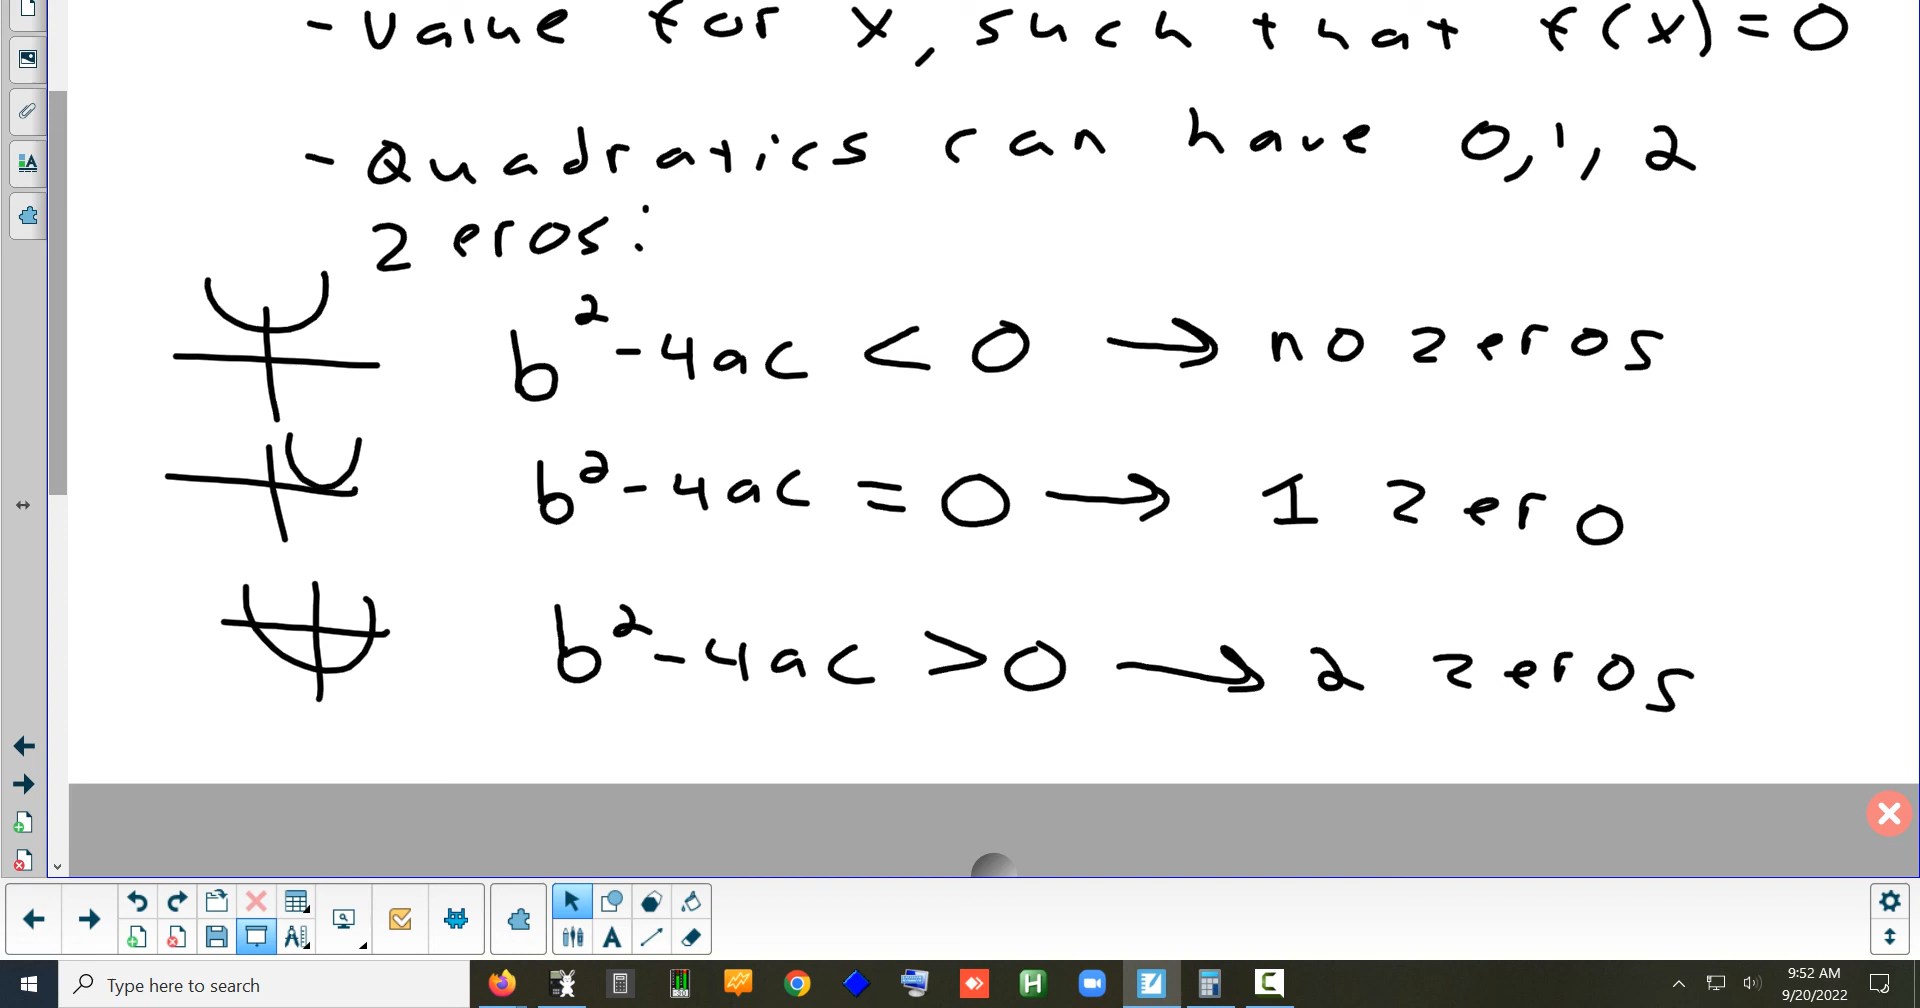 - Value for x, such that f(x) = 0
- Quadratics can have 0, 1, 2
zeros:
b² - 4ac < 0 → no zeros
b² - 4ac = 0 → 1 zero
b² - 4ac > 0 → 2 zeros
Type here to search
9:52 AM
9/20/2022